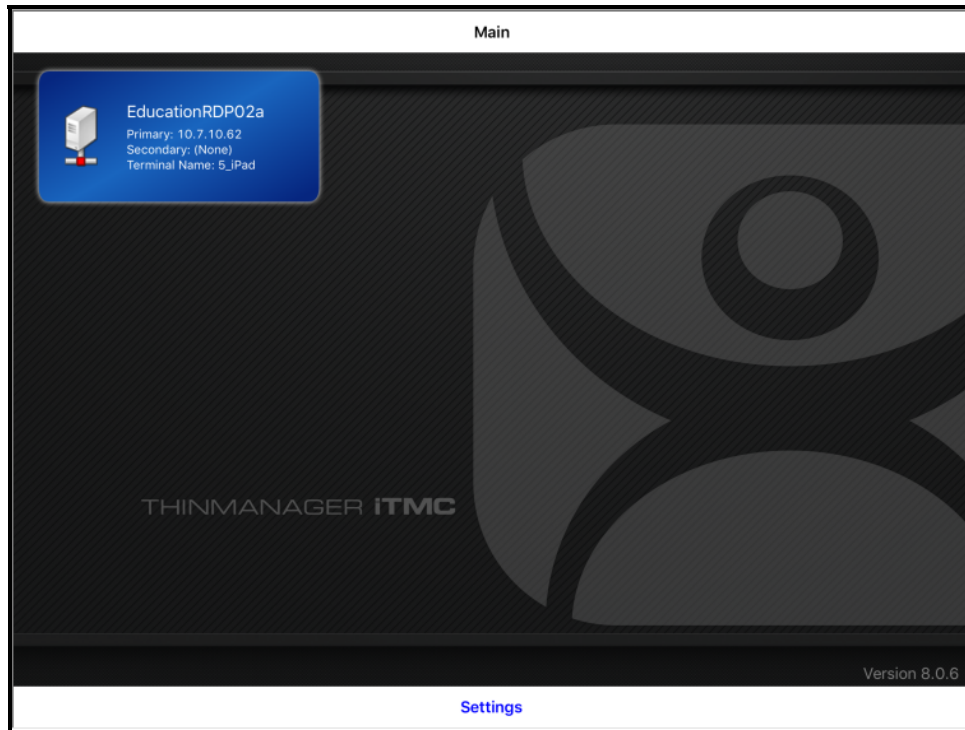 Main
EducationRDP02a
Primary: 10.7.10.62
Secondary: (None)
Terminal Name: 5_iPad
THINMANAGER iTMC
Version 8.0.6
Settings